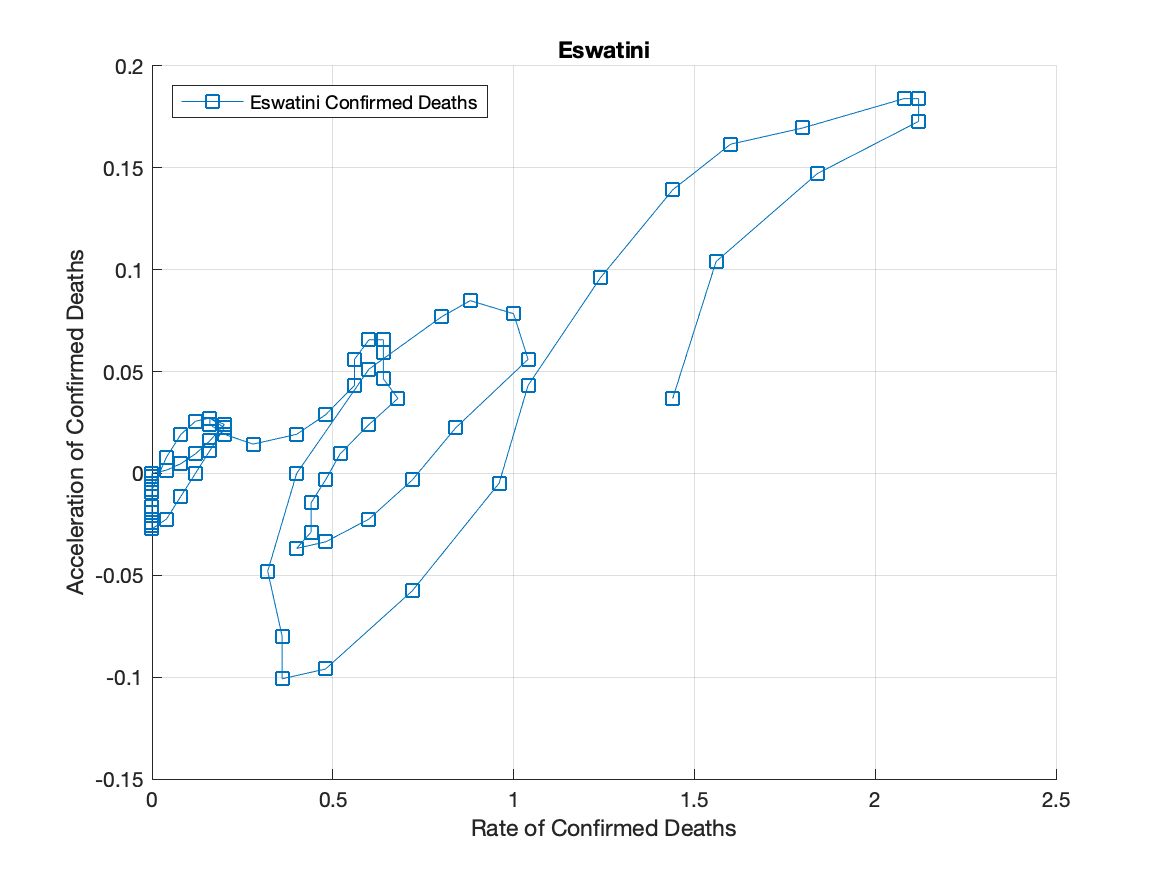 Eswatini
Eswatini Confirmed Deaths
0.2
0.15
0.1
0.05
0
-0.05
-0.1
-0.15
Acceleration of Confirmed Deaths
0 0.5 1 1.5 2 2.5
Rate of Confirmed Deaths